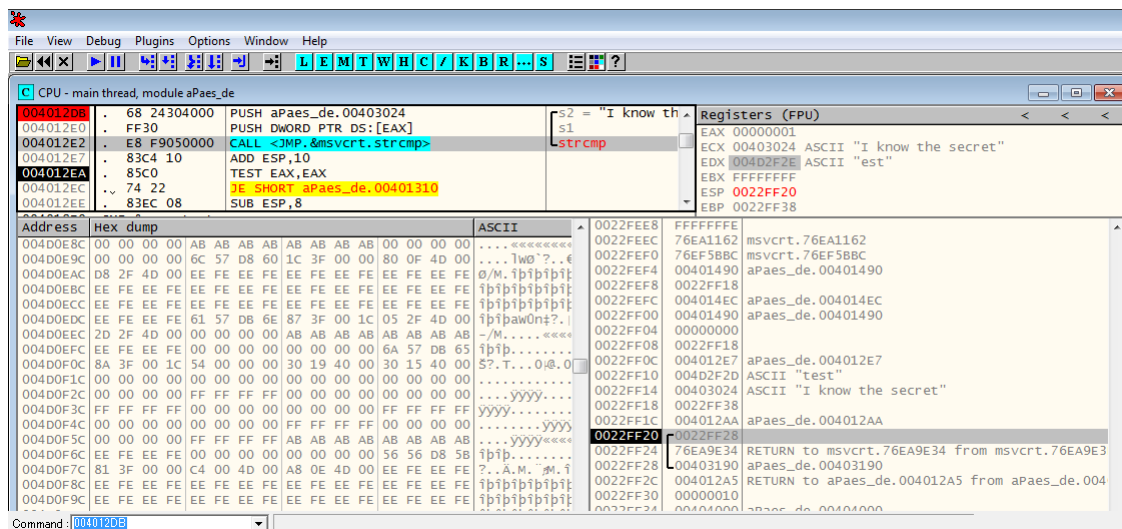 File View Debug Plugins Options Window Help
L E M T W H C / K B R ... S ?
C CPU - main thread, module aPaes_de
004012DB . 68 24304000 PUSH aPaes_de.00403024 s2 = "I know th
004012E0 . FF30 PUSH DWORD PTR DS:[EAX] s1
004012E2 . E8 F9050000 CALL <JMP.&msvcrt.strcmp> strcmp
004012E7 . 83C4 10 ADD ESP,10
004012EA . 85C0 TEST EAX,EAX
004012EC . 74 22 JE SHORT aPaes_de.00401310
004012EE . 83EC 08 SUB ESP,8
Registers (FPU) < < <
EAX 00000001
ECX 00403024 ASCII "I know the secret"
EDX 004D2F2E ASCII "est"
EBX FFFFFFFF
ESP 0022FF20
EBP 0022FF38
Address Hex dump ASCII
004D0E8C 00 00 00 00 AB AB AB AB AB AB AB AB 00 00 00 00 ....««««««««
004D0E9C 00 00 00 00 6C 57 D8 60 1C 3F 00 00 80 0F 4D 00 ....lWØ`?..€
004D0EAC D8 2F 4D 00 EE FE EE FE EE FE EE FE EE FE EE FE Ø/M.îþîþîþîþ
004D0EBC EE FE EE FE EE FE EE FE EE FE EE FE EE FE EE FE îþîþîþîþîþîþ
004D0ECC EE FE EE FE EE FE EE FE EE FE EE FE EE FE EE FE îþîþîþîþîþîþ
004D0EDC EE FE EE FE 61 57 DB 6E 87 3F 00 1C 05 2F 4D 00 îþîþaWÛn‡?.
004D0EEC 2D 2F 4D 00 00 00 00 00 AB AB AB AB AB AB AB AB -/M.....««««
004D0EFC EE FE EE FE 00 00 00 00 00 00 00 00 6A 57 DB 65 îþîþ........
004D0F0C 8A 3F 00 1C 54 00 00 00 30 19 40 00 30 15 40 00 Š?.T...0@.0
004D0F1C 00 00 00 00 00 00 00 00 00 00 00 00 00 00 00 00 ............
004D0F2C 00 00 00 00 FF FF FF FF 00 00 00 00 00 00 00 00 ....ÿÿÿÿ....
004D0F3C FF FF FF FF 00 00 00 00 00 00 00 00 FF FF FF FF ÿÿÿÿ........
004D0F4C 00 00 00 00 00 00 00 00 FF FF FF FF 00 00 00 00 ........ÿÿÿÿ
004D0F5C 00 00 00 00 FF FF FF FF AB AB AB AB AB AB AB AB ....ÿÿÿÿ««««
004D0F6C EE FE EE FE 00 00 00 00 00 00 00 00 56 56 D8 5B îþîþ........
004D0F7C 81 3F 00 00 C4 00 4D 00 A8 0E 4D 00 EE FE EE FE ?..Ä.M.¨M.î
004D0F8C EE FE EE FE EE FE EE FE EE FE EE FE EE FE EE FE îþîþîþîþîþîþ
004D0F9C EE FE EE FE EE FE EE FE EE FE EE FE EE FE EE FE
0022FEE8 FFFFFFFE
0022FEEC 76EA1162 msvcrt.76EA1162
0022FEF0 76EF5BBC msvcrt.76EF5BBC
0022FEF4 00401490 aPaes_de.00401490
0022FEF8 0022FF18
0022FEFC 004014EC aPaes_de.004014EC
0022FF00 00401490 aPaes_de.00401490
0022FF04 00000000
0022FF08 0022FF18
0022FF0C 004012E7 aPaes_de.004012E7
0022FF10 004D2F2D ASCII "test"
0022FF14 00403024 ASCII "I know the secret"
0022FF18 0022FF38
0022FF1C 004012AA aPaes_de.004012AA
0022FF20 0022FF28
0022FF24 76EA9E34 RETURN to msvcrt.76EA9E34 from msvcrt.76EA9E3
0022FF28 00403190 aPaes_de.00403190
0022FF2C 004012A5 RETURN to aPaes_de.004012A5 from aPaes_de.004
0022FF30 00000010
0022FF34 00404000 aPaes_de.00404000
Command : 004012DB